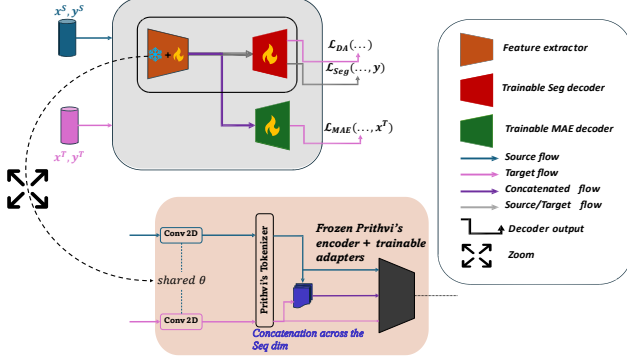 x^S, y^S
x^T, y^T
+
ℒ_DA(...)
ℒ_Seg(..., y)
ℒ_MAE(..., x^T)
Feature extractor
Trainable Seg decoder
Trainable MAE decoder
Source flow
Target flow
Concatenated flow
Source/Target flow
Decoder output
Zoom
Conv 2D
shared θ
Conv 2D
Prithvi's Tokenizer
Frozen Prithvi's
encoder + trainable
adapters
Concatenation across the
Seq dim